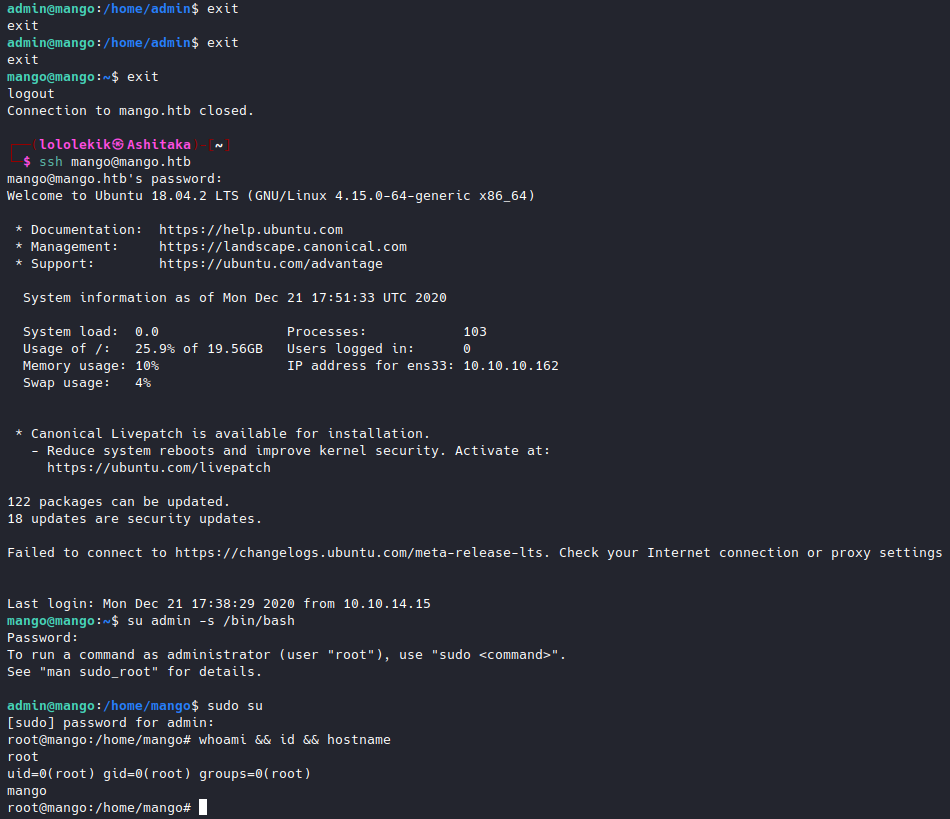 admin@mango:/home/admin$ exit
exit
admin@mango:/home/admin$ exit
exit
mango@mango:~$ exit
logout
Connection to mango.htb closed.
┌──(lololekik㉿Ashitaka)-[~]
└─$ ssh mango@mango.htb
mango@mango.htb's password:
Welcome to Ubuntu 18.04.2 LTS (GNU/Linux 4.15.0-64-generic x86_64)
* Documentation:  https://help.ubuntu.com
* Management:     https://landscape.canonical.com
* Support:        https://ubuntu.com/advantage
System information as of Mon Dec 21 17:51:33 UTC 2020
System load:  0.0                Processes:            103
Usage of /:   25.9% of 19.56GB   Users logged in:      0
Memory usage: 10%                IP address for ens33: 10.10.10.162
Swap usage:   4%
* Canonical Livepatch is available for installation.
- Reduce system reboots and improve kernel security. Activate at:
https://ubuntu.com/livepatch
122 packages can be updated.
18 updates are security updates.
Failed to connect to https://changelogs.ubuntu.com/meta-release-lts. Check your Internet connection or proxy settings
Last login: Mon Dec 21 17:38:29 2020 from 10.10.14.15
mango@mango:~$ su admin -s /bin/bash
Password:
To run a command as administrator (user "root"), use "sudo <command>".
See "man sudo_root" for details.
admin@mango:/home/mango$ sudo su
[sudo] password for admin:
root@mango:/home/mango# whoami && id && hostname
root
uid=0(root) gid=0(root) groups=0(root)
mango
root@mango:/home/mango#